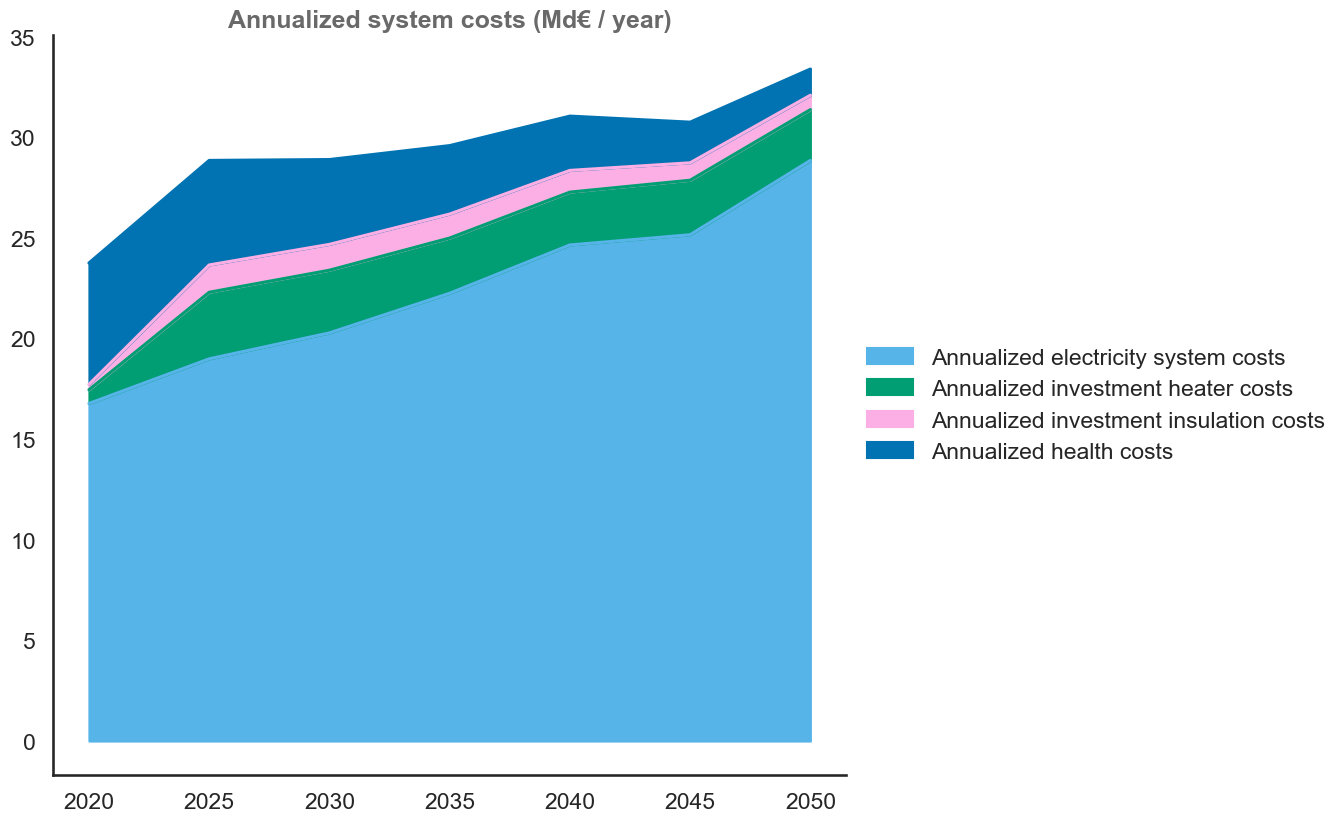 Annualized system costs (Md€ / year)
35
30
25
20
15
10
5
0
2020 2025 2030 2035 2040 2045 2050
Annualized electricity system costs
Annualized investment heater costs
Annualized investment insulation costs
Annualized health costs